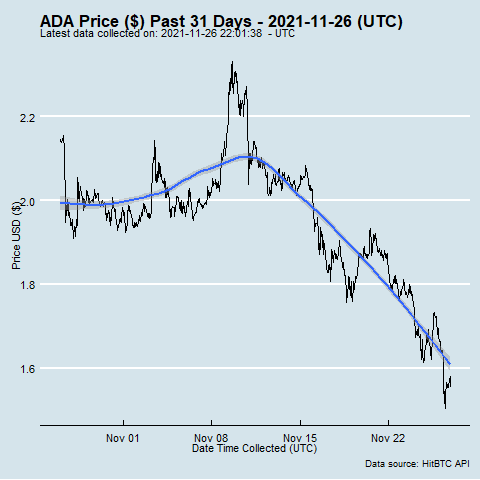 ADA Price ($) Past 31 Days - 2021-11-26 (UTC)
Latest data collected on: 2021-11-26 22:01:38  - UTC
2.2
2.0
1.8
1.6
Price USD ($)
Nov 01 Nov 08 Nov 15 Nov 22
Date Time Collected (UTC)
Data source: HitBTC API